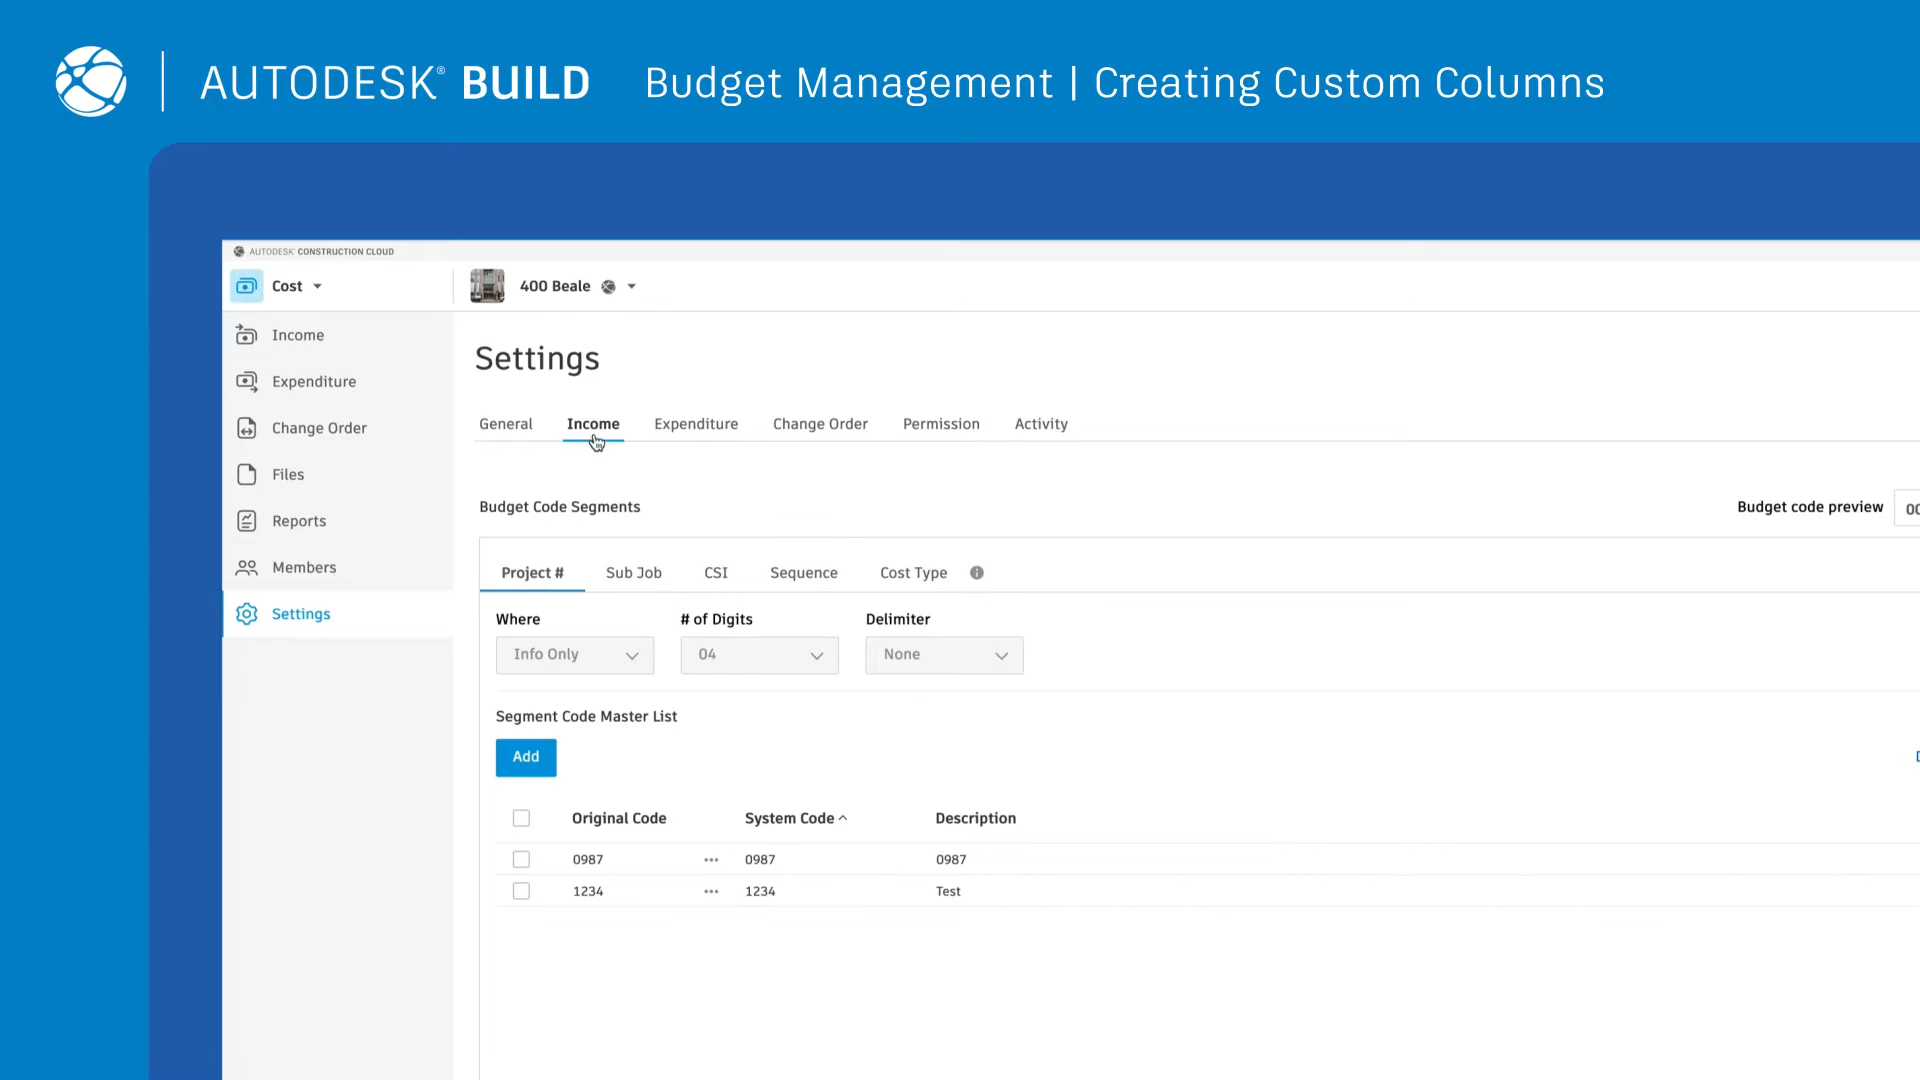 AUTODESK® BUILD Budget Management | Creating Custom Columns
AUTODESK® CONSTRUCTION CLOUD
Cost 400 Beale
Income
Expenditure
Change Order
Files
Reports
Members
Settings
Settings
General Income Expenditure Change Order Permission Activity
Budget Code Segments Budget code preview 00
Project # Sub Job CSI Sequence Cost Type
Where # of Digits Delimiter
Info Only 04 None
Segment Code Master List
Add
Original Code System Code Description
0987 ••• 0987 0987
1234 ••• 1234 Test